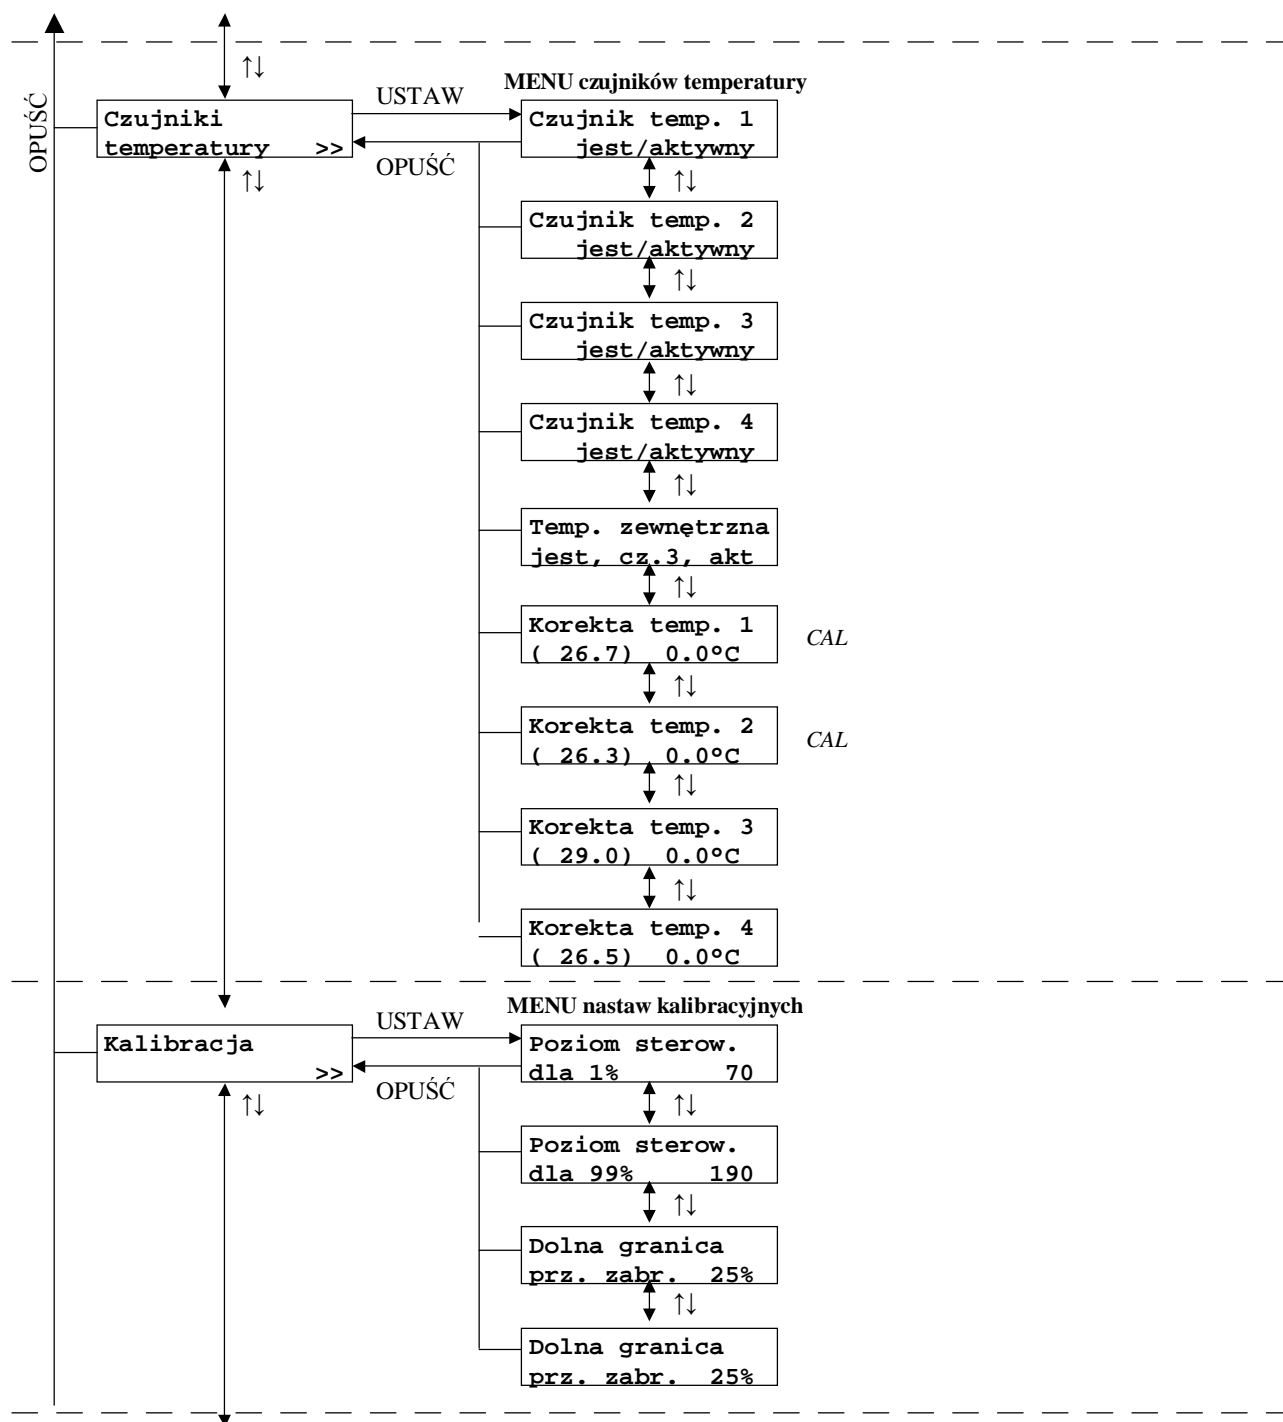 OPUŚĆ
↑↓
MENU czujników temperatury
Czujniki
temperatury >>
USTAW
OPUŚĆ
↑↓
Czujnik temp. 1
jest/aktywny
↑↓
Czujnik temp. 2
jest/aktywny
↑↓
Czujnik temp. 3
jest/aktywny
↑↓
Czujnik temp. 4
jest/aktywny
↑↓
Temp. zewnętrzna
jest, cz.3, akt
↑↓
Korekta temp. 1
( 26.7) 0.0°C
CAL
↑↓
Korekta temp. 2
( 26.3) 0.0°C
CAL
↑↓
Korekta temp. 3
( 29.0) 0.0°C
↑↓
Korekta temp. 4
( 26.5) 0.0°C
MENU nastaw kalibracyjnych
Kalibracja
>>
USTAW
OPUŚĆ
↑↓
Poziom sterow.
dla 1% 70
↑↓
Poziom sterow.
dla 99% 190
↑↓
Dolna granica
prz. zabr. 25%
↑↓
Dolna granica
prz. zabr. 25%